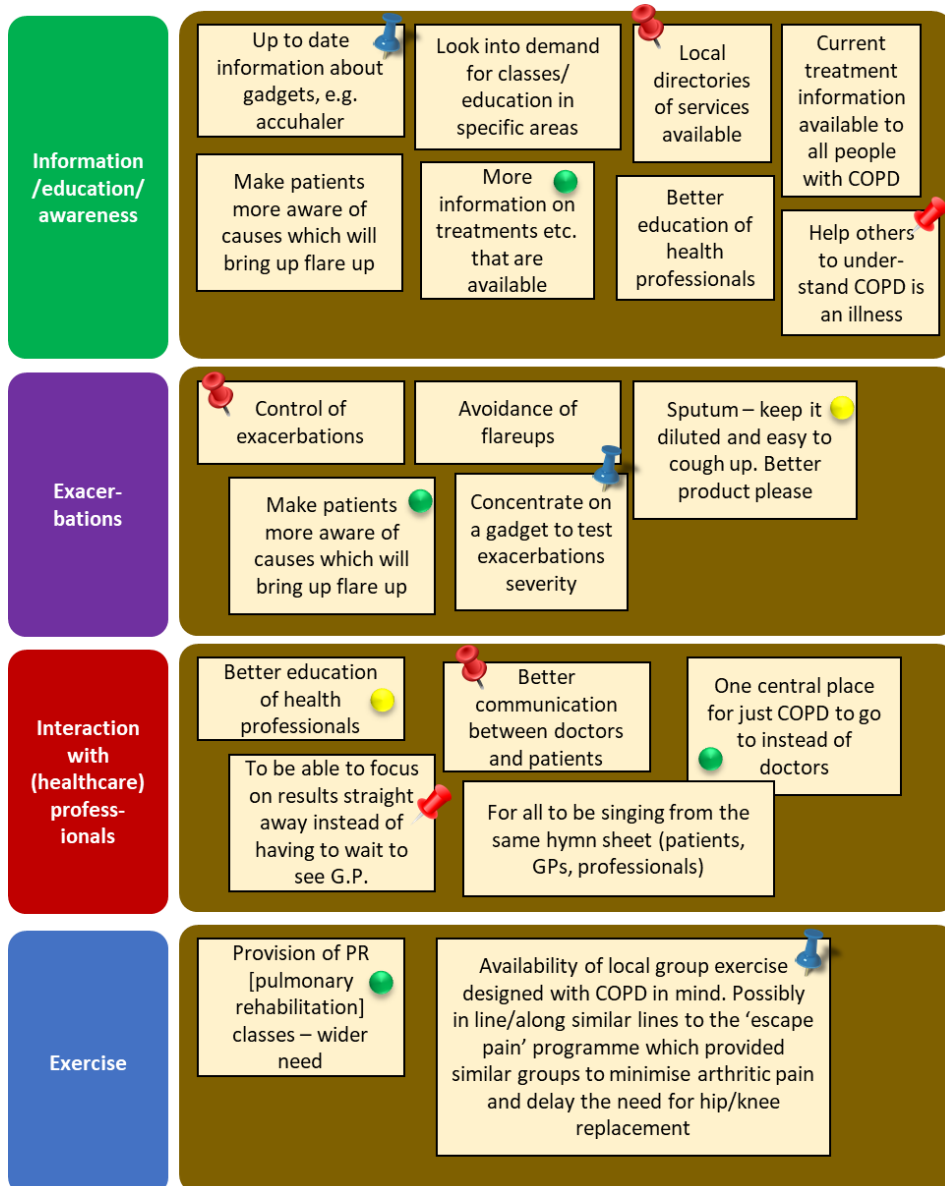 Information
/education/
awareness
Up to date
information about
gadgets, e.g.
accuhaler
Look into demand
for classes/
education in
specific areas
Local
directories
of services
available
Current
treatment
information
available to
all people
with COPD
Make patients
more aware of
causes which will
bring up flare up
More
information on
treatments etc.
that are
available
Better
education of
health
professionals
Help others
to under-
stand COPD is
an illness
Exacer-
bations
Control of
exacerbations
Avoidance of
flareups
Sputum – keep it
diluted and easy to
cough up. Better
product please
Make patients
more aware of
causes which will
bring up flare up
Concentrate on
a gadget to test
exacerbations
severity
Interaction
with
(healthcare)
profess-
ionals
Better education
of health
professionals
Better
communication
between doctors
and patients
One central place
for just COPD to go
to instead of
doctors
To be able to focus
on results straight
away instead of
having to wait to
see G.P.
For all to be singing from the
same hymn sheet (patients,
GPs, professionals)
Exercise
Provision of PR
[pulmonary
rehabilitation]
classes – wider
need
Availability of local group exercise
designed with COPD in mind. Possibly
in line/along similar lines to the ‘escape
pain’ programme which provided
similar groups to minimise arthritic pain
and delay the need for hip/knee
replacement